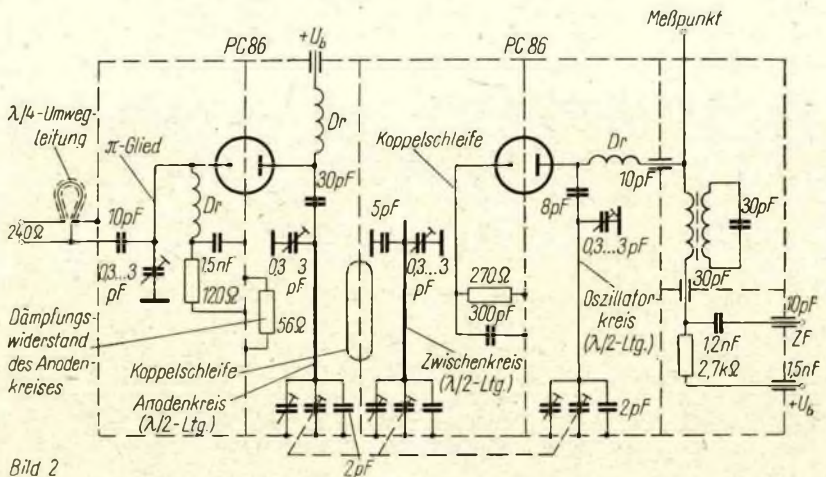 Meßpunkt
+U_b
PC 86
PC 86
λ/4-Umweg-
leitung
π-Glied
Dr
Koppelschleife
Dr
10pF
30pF
8pF
30pF
5pF
240Ω
10pF
Dr
0,3...3
pF
1,5nF
120Ω
0,3 3
pF
0,3...3
pF
270Ω
300pF
0,3...3 pF
30pF
Oszillator
kreis
(λ/2-Ltg.)
10pF
ZF
1,2nF
2,7kΩ
1,5nF
+U_b
Dämpfungs-
widerstand
des Anoden-
kreises
56Ω
Koppelschleife
Anodenkreis
(λ/2-Ltg.)
Zwischenkreis
(λ/2-Ltg.)
2pF
2pF
Bild 2